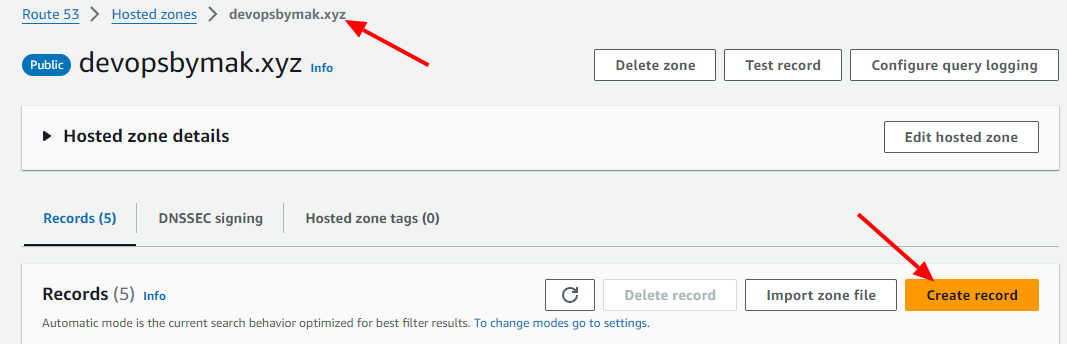 Route 53 > Hosted zones > devopsbymak.xyz
Public devopsbymak.xyz Info
Delete zone Test record Configure query logging
Hosted zone details
Edit hosted zone
Records (5) DNSSEC signing Hosted zone tags (0)
Records (5) Info
Delete record Import zone file Create record
Automatic mode is the current search behavior optimized for best filter results. To change modes go to settings.